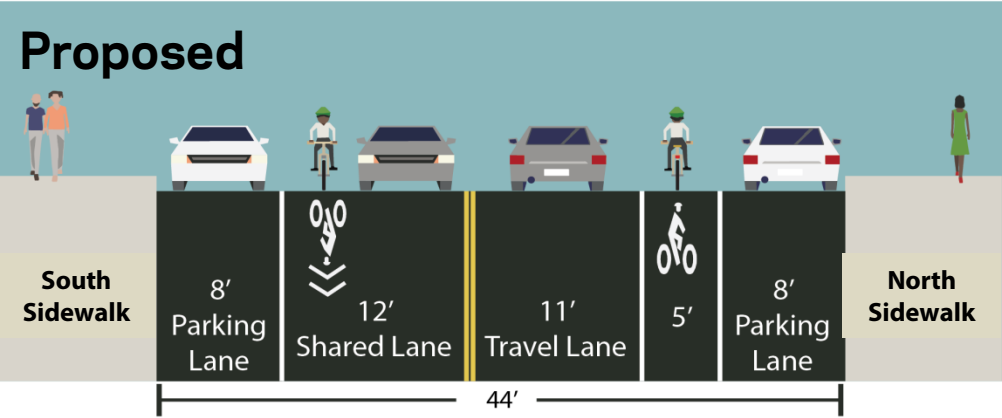 Proposed
South
Sidewalk
8’
Parking
Lane
12’
Shared Lane
11’
Travel Lane
5’
8’
Parking
Lane
North
Sidewalk
44’